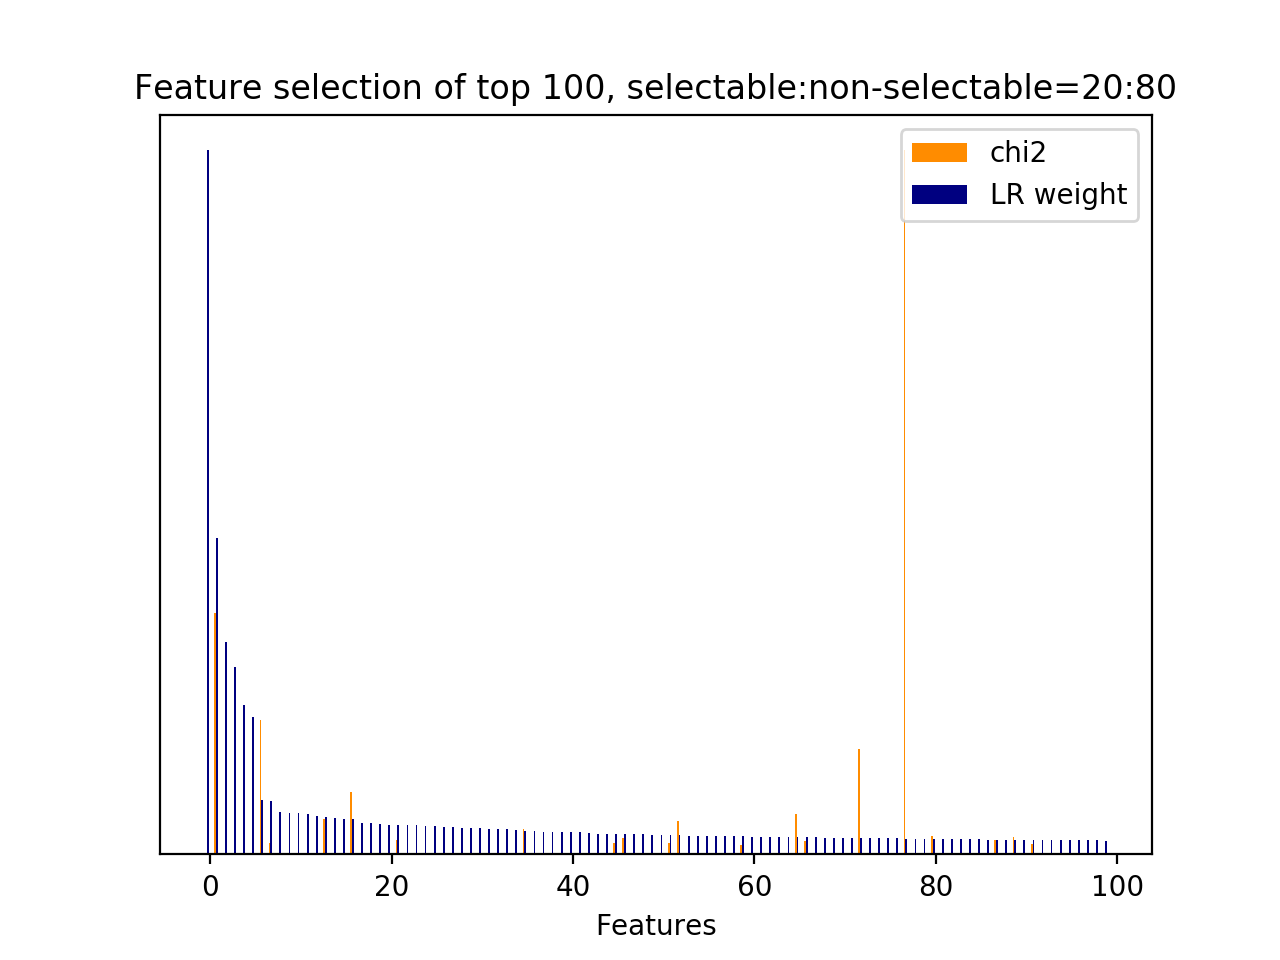 Feature selection of top 100, selectable:non-selectable=20:80
chi2
LR weight
0 20 40 60 80 100
Features